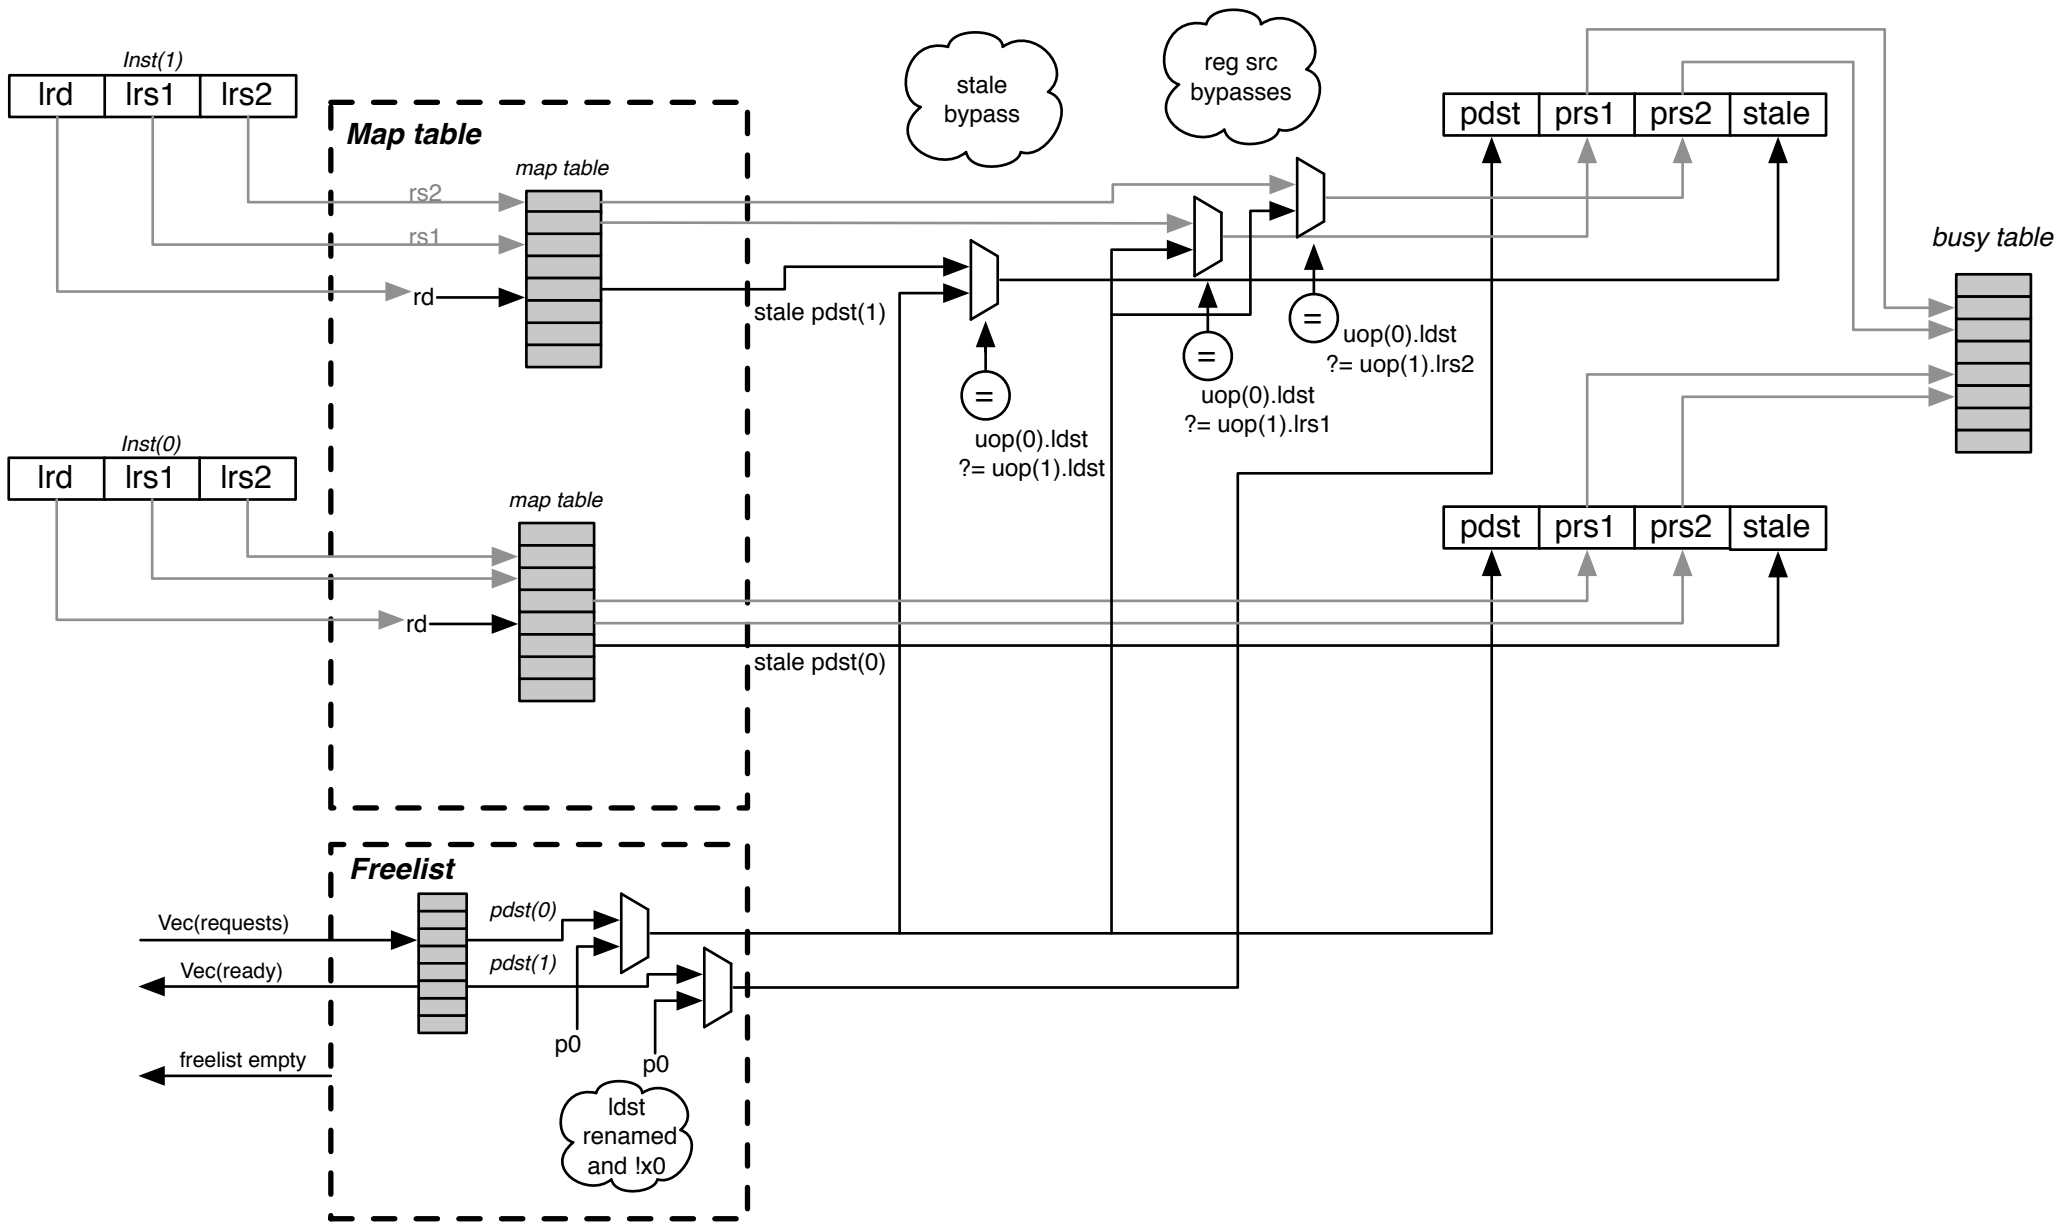 Inst(1)
lrd lrs1 lrs2
Map table
map table
rs2
rs1
rd
stale
bypass
reg src
bypasses
pdst prs1 prs2 stale
busy table
stale pdst(1)
=
uop(0).ldst
?= uop(1).ldst
=
uop(0).ldst
?= uop(1).lrs1
=
uop(0).ldst
?= uop(1).lrs2
Inst(0)
lrd lrs1 lrs2
map table
rd
stale pdst(0)
pdst prs1 prs2 stale
Freelist
Vec(requests)
Vec(ready)
freelist empty
pdst(0)
pdst(1)
p0
p0
ldst
renamed
and !x0